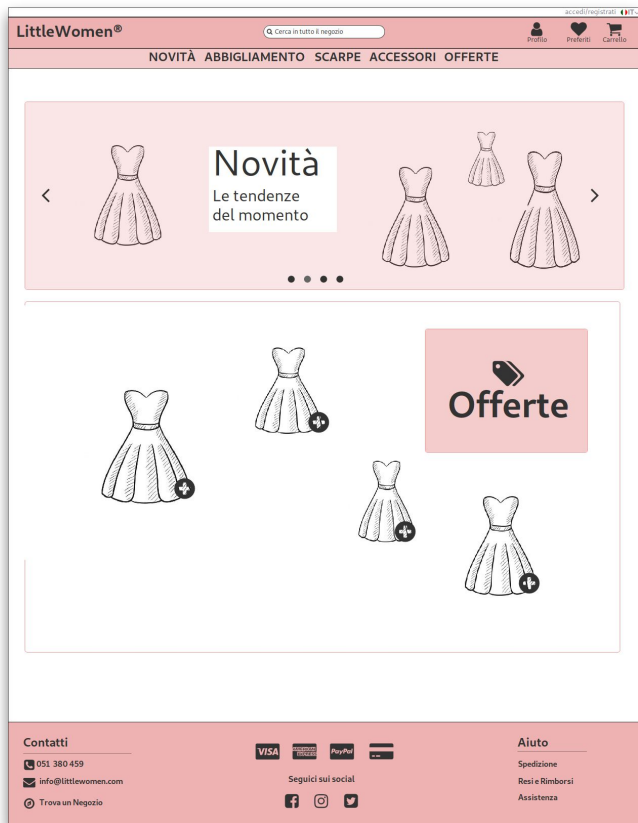 accedi/registrati IT
LittleWomen®
Cerca in tutto il negozio
Profilo
Preferiti
Carrello
NOVITÀ ABBIGLIAMENTO SCARPE ACCESSORI OFFERTE
Novità
Le tendenze
del momento
Offerte
Contatti
051 380 459
info@littlewomen.com
Trova un Negozio
VISA
AMERICAN EXPRESS
PayPal
Seguici sui social
Aiuto
Spedizione
Resi e Rimborsi
Assistenza